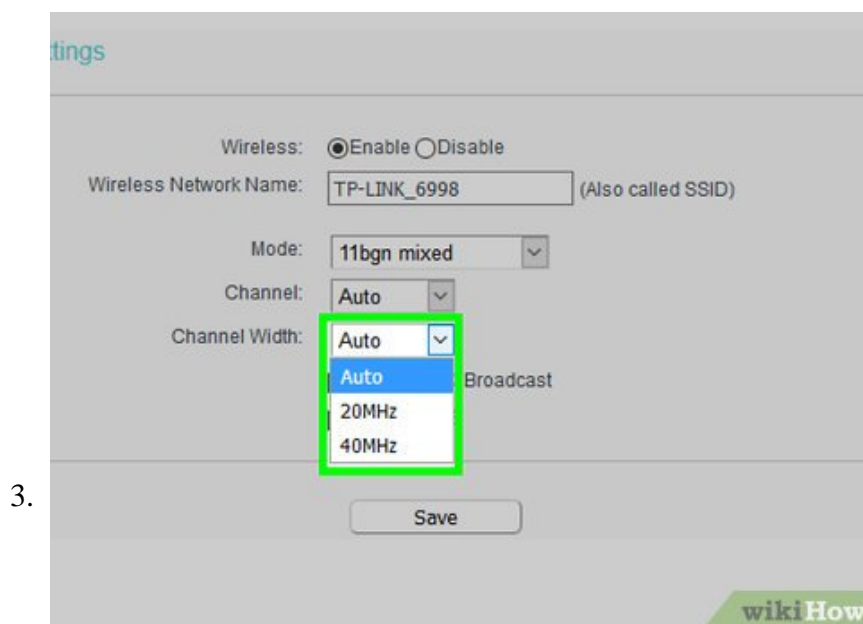 tings
Wireless: Enable Disable
Wireless Network Name: TP-LINK_6998 (Also called SSID)
Mode: 11bgn mixed
Channel: Auto
Channel Width: Auto
Auto Broadcast
20MHz
40MHz
3.
Save
wikiHow